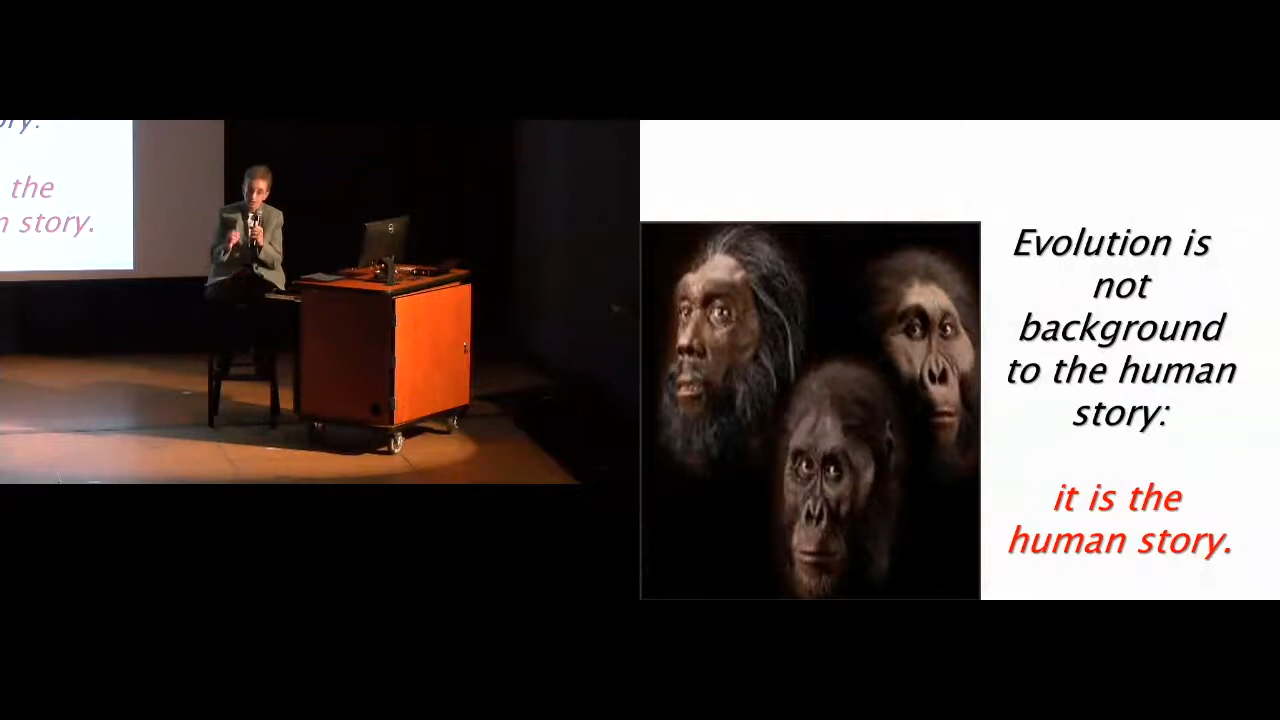 ory:
the
n story.
Evolution is
not
background
to the human
story:
it is the
human story.